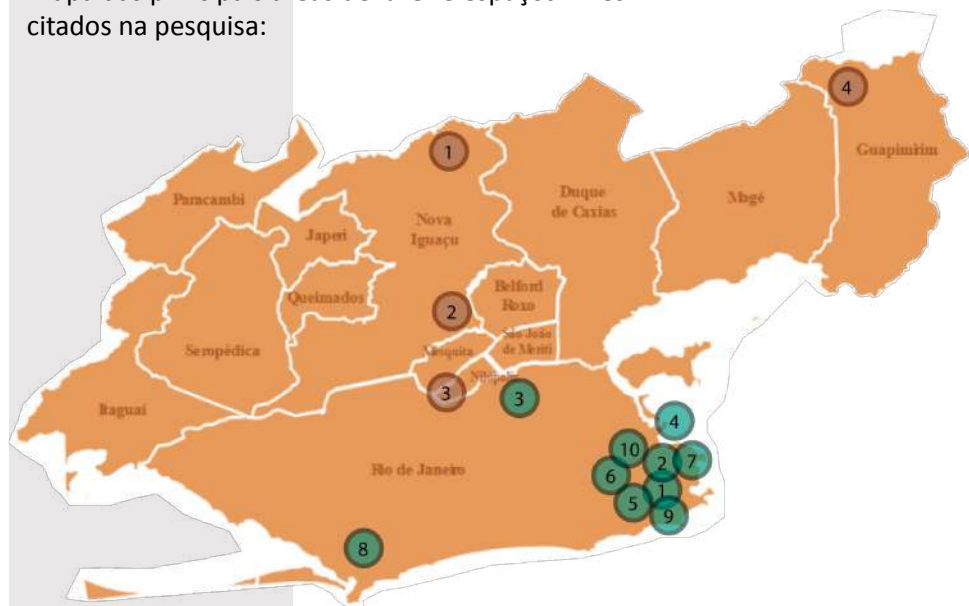 citados na pesquisa:
4
Guapimirim
1
Paracambi
Duque
de Caxias
Magé
Nova
Iguaçu
Japeri
Queimados
Belford
Roxo
2
São João
de Meriti
Seropédica
Mesquita
3
3
Itaguaí
4
Rio de Janeiro
10
2
7
6
1
5
9
8